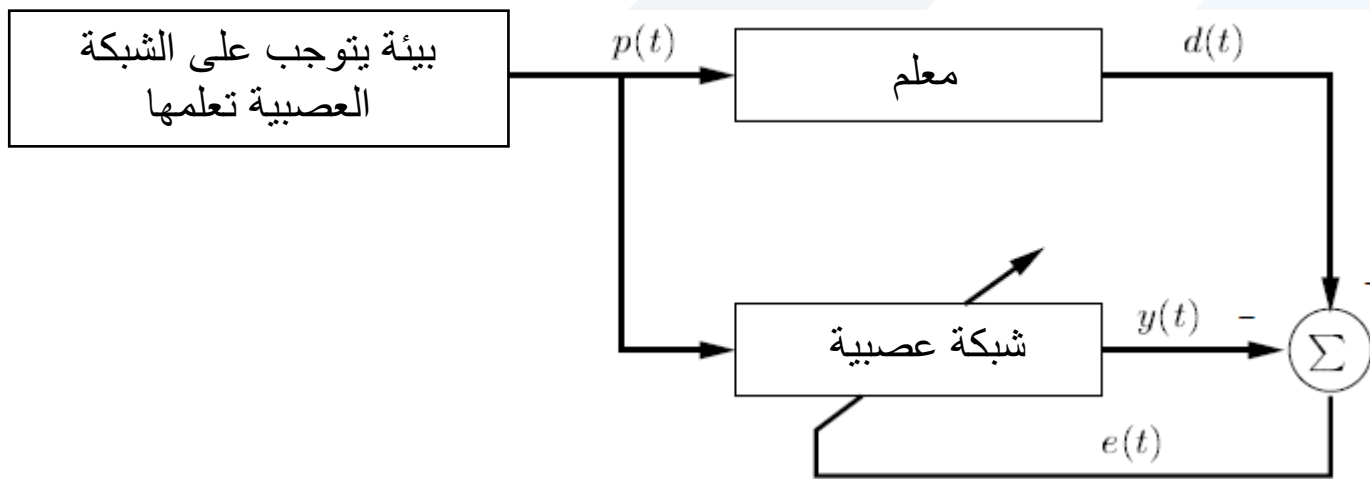 بيئة يتوجب على الشبكة
العصبية تعلمها
p(t)
معلم
d(t)
شبكة عصبية
y(t)
-
∑
e(t)